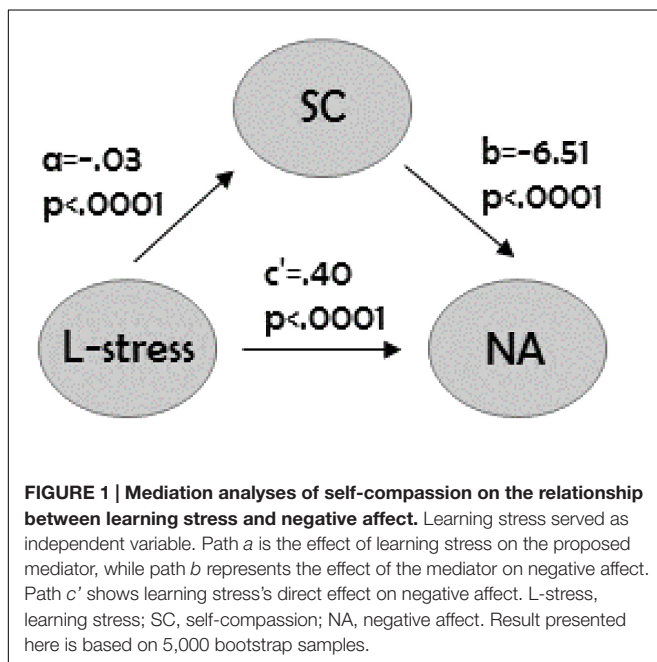 SC
a=-.03
p<.0001
b=-6.51
p<.0001
c'=.40
p<.0001
L-stress
NA
FIGURE 1 | Mediation analyses of self-compassion on the relationship
between learning stress and negative affect. Learning stress served as
independent variable. Path a is the effect of learning stress on the proposed
mediator, while path b represents the effect of the mediator on negative affect.
Path c' shows learning stress's direct effect on negative affect. L-stress,
learning stress; SC, self-compassion; NA, negative affect. Result presented
here is based on 5,000 bootstrap samples.